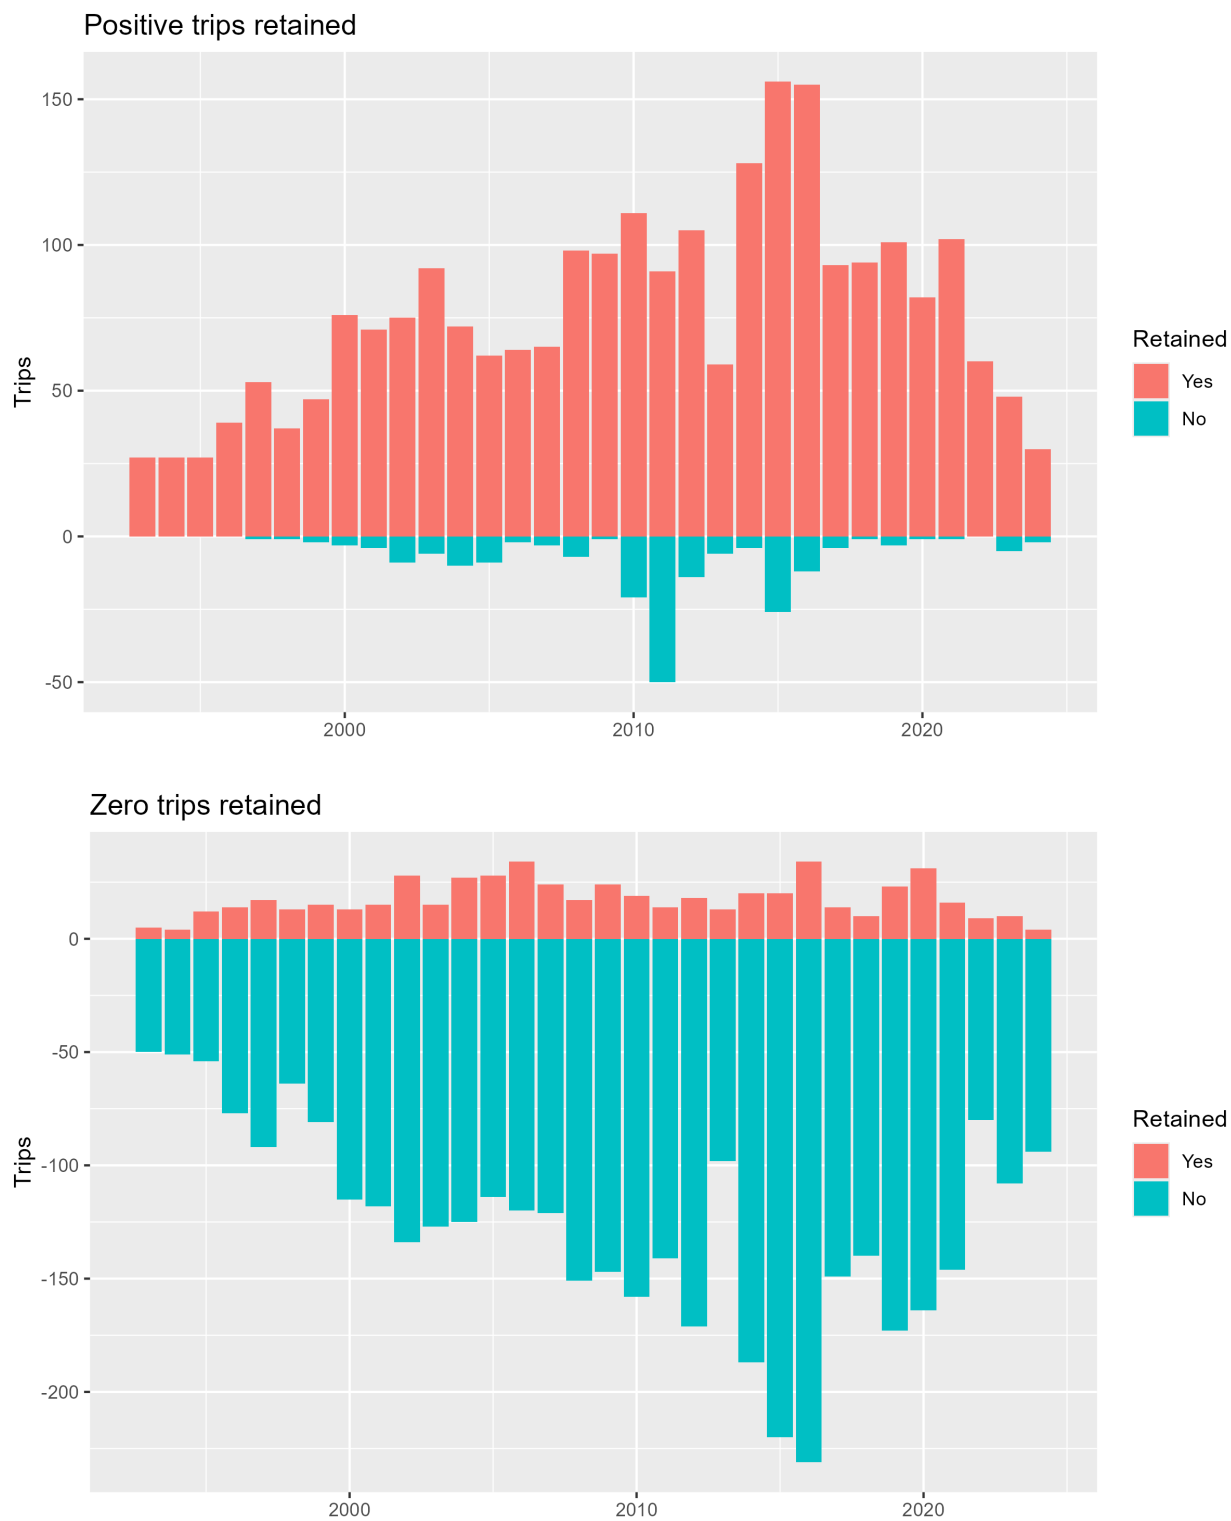 Positive trips retained
150
100
50
0
-50
Trips
2000
2010
2020
Retained
Yes
No
Zero trips retained
0
-50
-100
-150
-200
Trips
2000
2010
2020
Retained
Yes
No